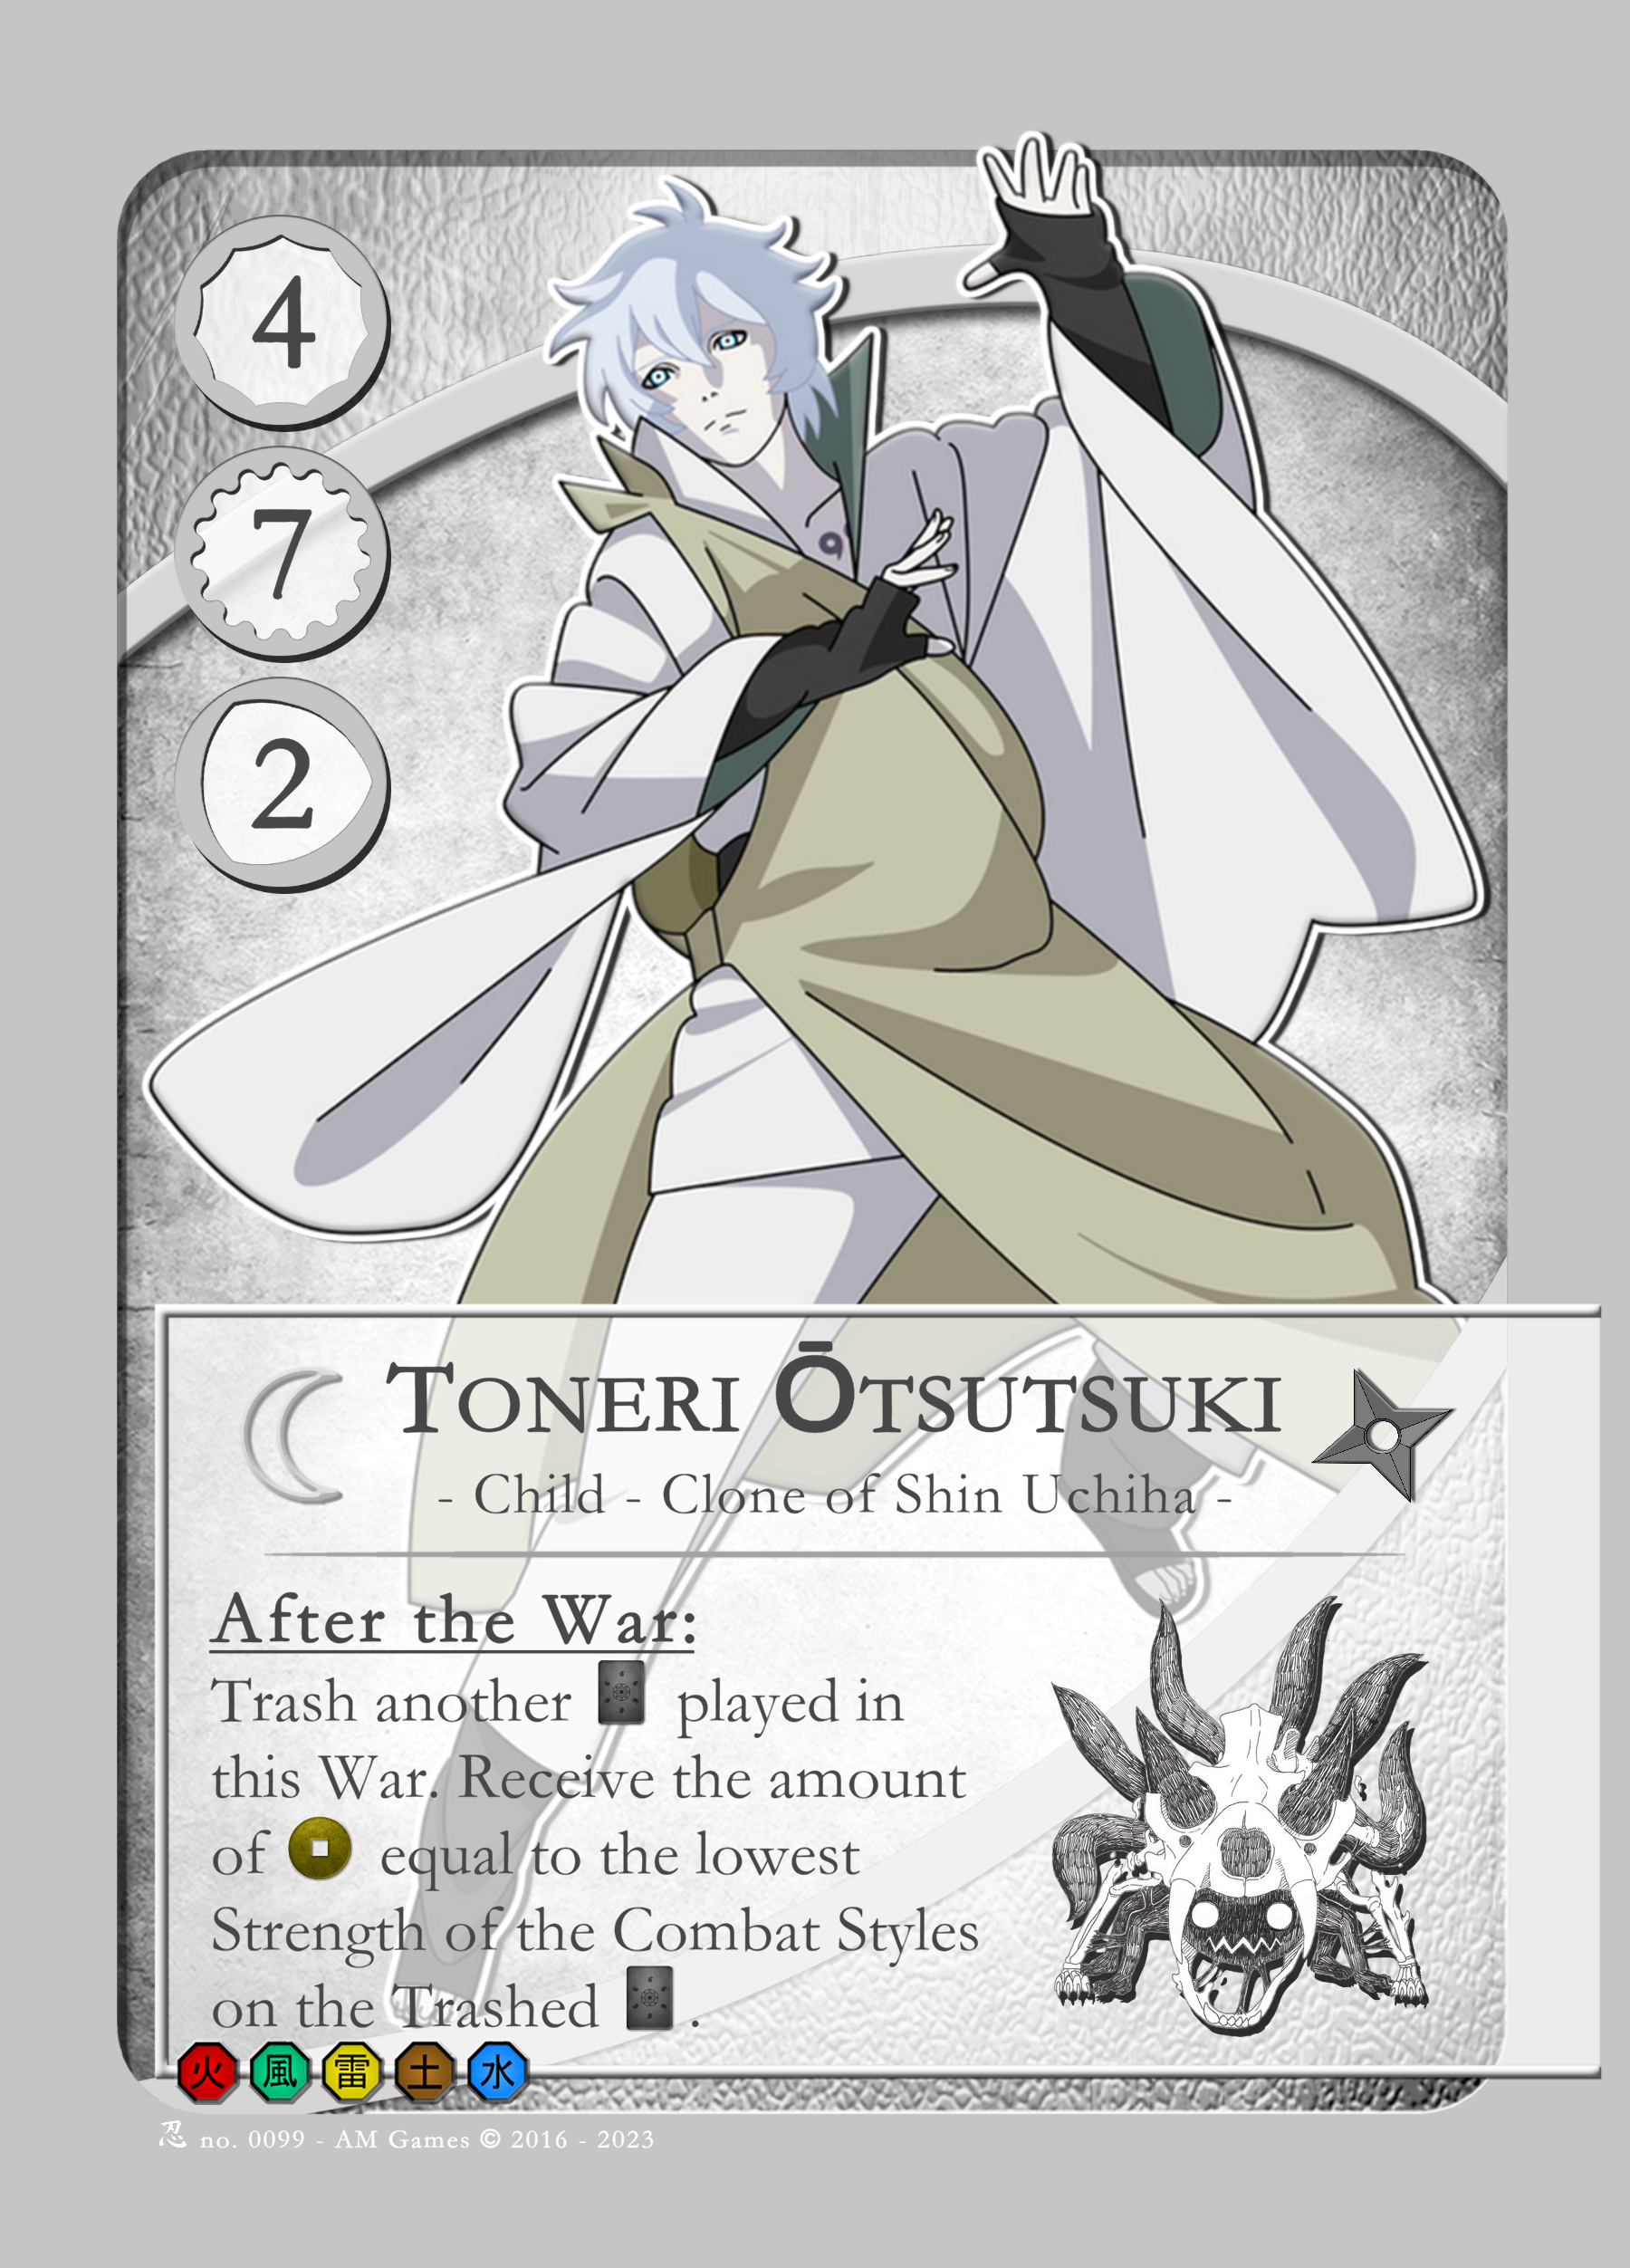 4
7
2
Toneri Ōtsutsuki
- Child - Clone of Shin Uchiha -
After the War:
Trash another played in
this War. Receive the amount
of equal to the lowest
Strength of the Combat Styles
on the Trashed .
火 風 雷 土 水
忍 no. 0099 - AM Games © 2016 - 2023